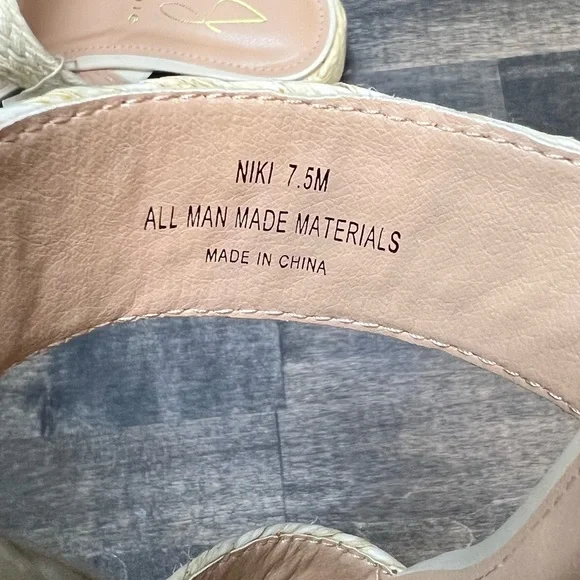 NIKI 7.5M
ALL MAN MADE MATERIALS
MADE IN CHINA